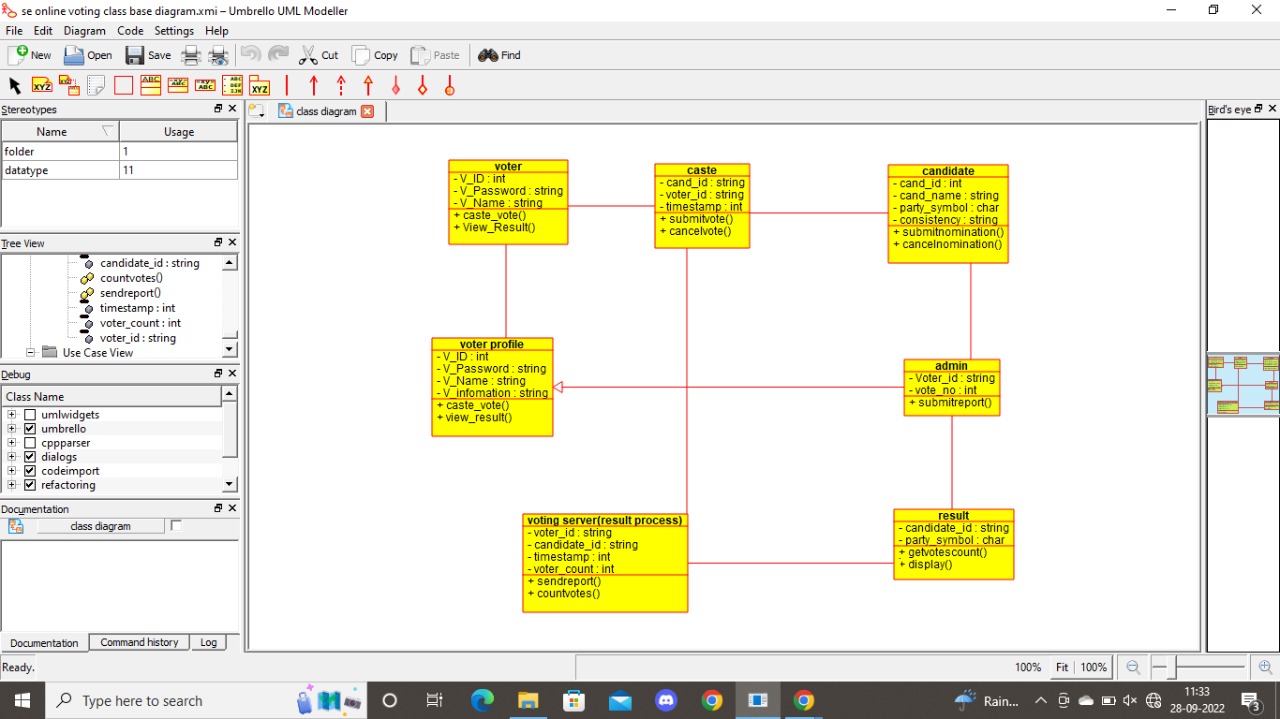 se online voting class base diagram.xmi - Umbrello UML Modeller
File Edit Diagram Code Settings Help
New Open Save Cut Copy Paste Find
Stereotypes
Name Usage
folder 1
datatype 11
Tree View
candidate_id : string
countvotes()
sendreport()
timestamp : int
voter_count : int
voter_id : string
Use Case View
Debug
Class Name
umlwidgets
umbrello
cppparser
dialogs
codeimport
refactoring
Documentation
class diagram
Documentation Command history Log
Ready.
class diagram
voter
- V_ID : int
- V_Password : string
- V_Name : string
+ caste_vote()
+ View_Result()
caste
- cand_id : string
- voter_id : string
- timestamp : int
+ submitvote()
+ cancelvote()
candidate
- cand_id : int
- cand_name : string
- party_symbol : char
- consistency : string
+ submitnomination()
+ cancelnomination()
voter profile
- V_ID : int
- V_Password : string
- V_Name : string
- V_infomation : string
+ caste_vote()
+ view_result()
admin
- Voter_id : string
- vote_no : int
+ submitreport()
voting server(result process)
- voter_id : string
- candidate_id : string
- timestamp : int
- voter_count : int
+ sendreport()
+ countvotes()
result
- candidate_id : string
- party_symbol : char
+ getvotescount()
+ display()
Bird's eye
100% Fit 100%
Type here to search
Rain...
11:33
28-09-2022
3